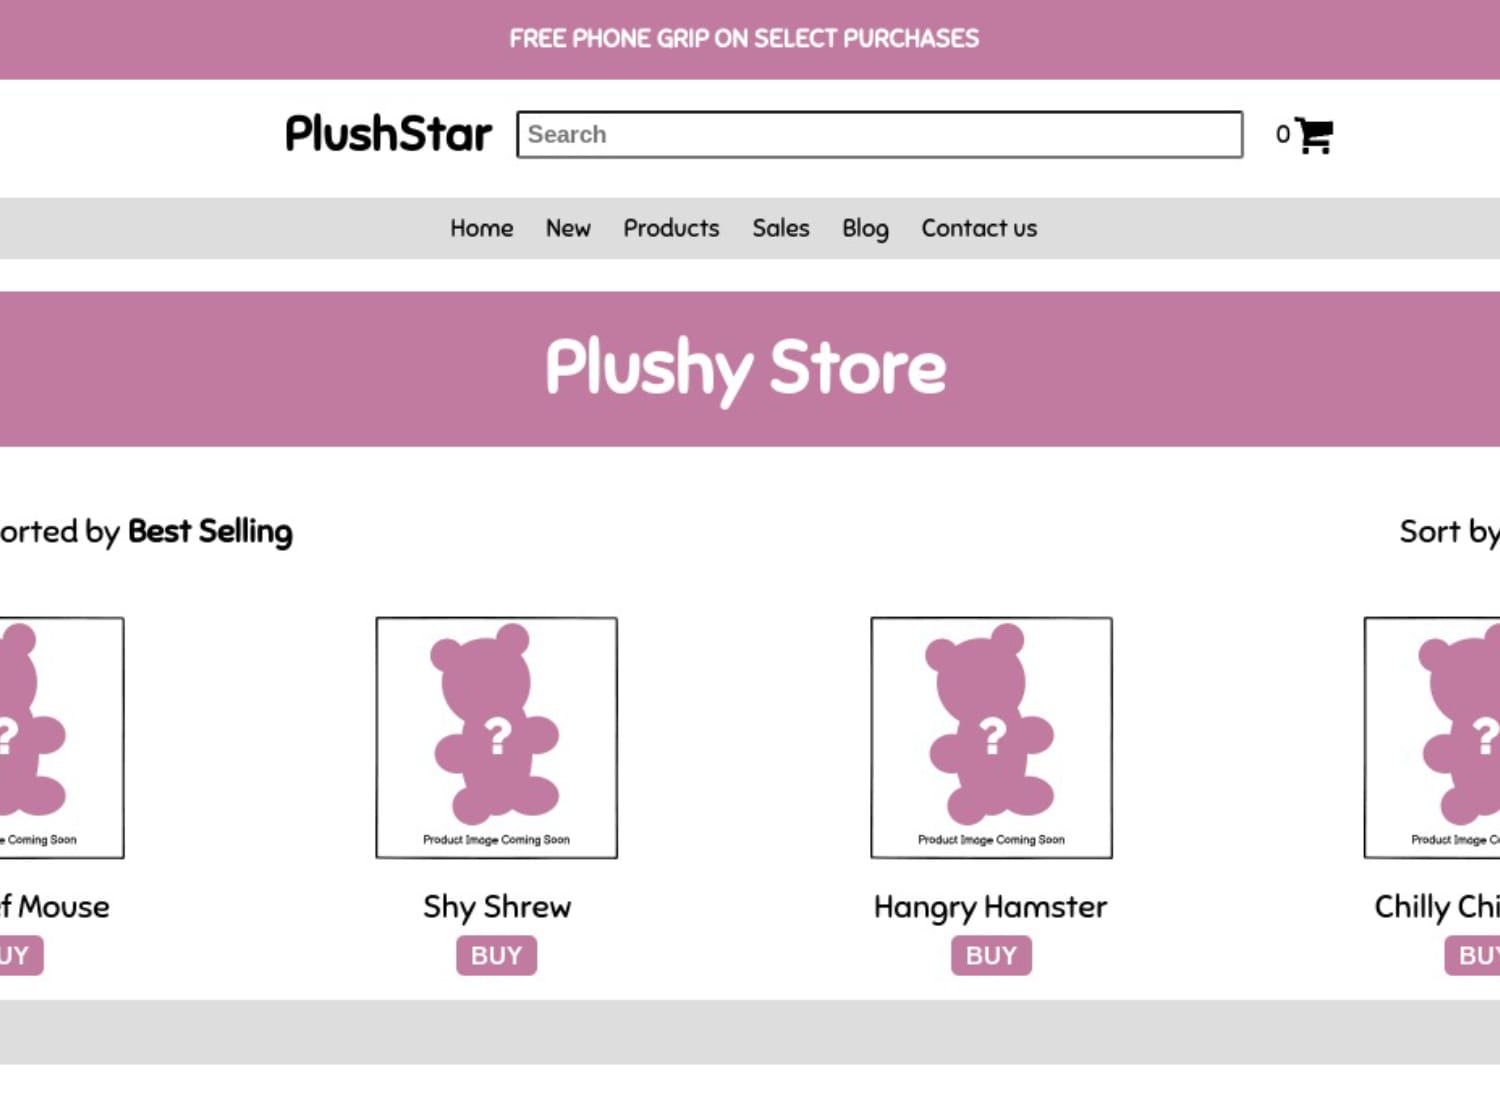 FREE PHONE GRIP ON SELECT PURCHASES
PlushStar Search 0
Home New Products Sales Blog Contact us
Plushy Store
orted by Best Selling Sort by
? ? ? ?
e Coming Soon Product Image Coming Soon Product Image Coming Soon Product Image Co
f Mouse Shy Shrew Hangry Hamster Chilly Chi
UY BUY BUY BUY